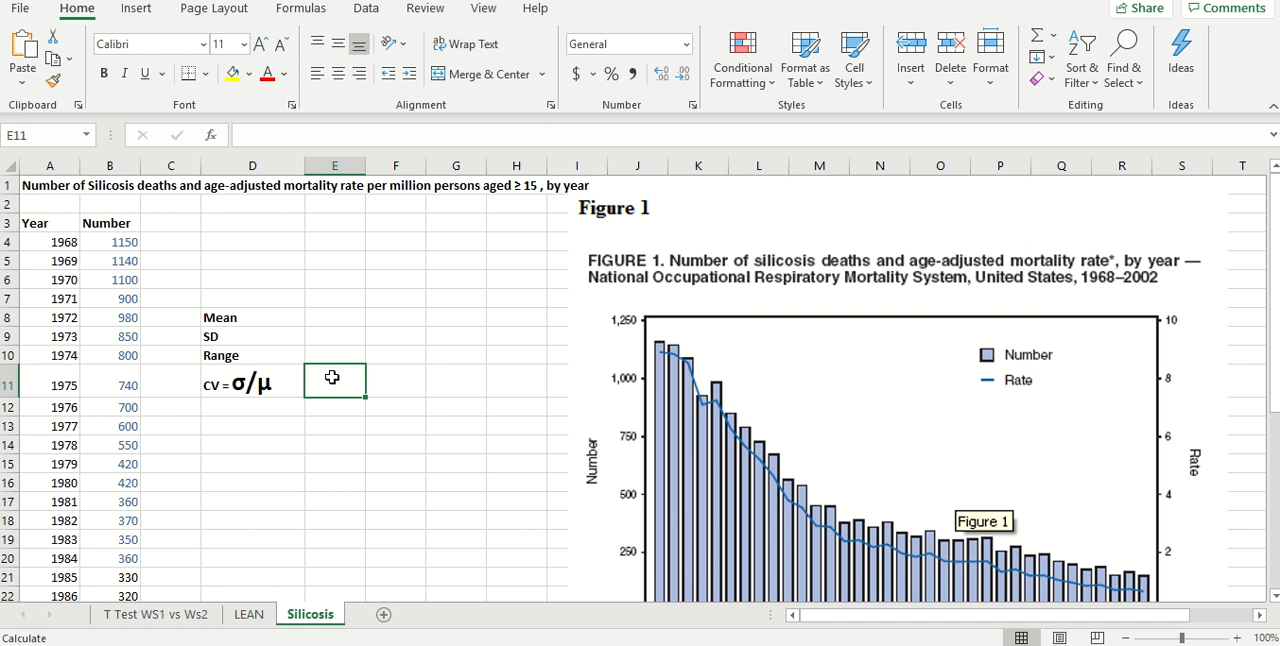 File Home Insert Page Layout Formulas Data Review View Help Share Comments
Calibri 11 A A Wrap Text General
Paste B I U A Merge & Center $ % 9 Conditional Formatting Format as Table Cell Styles Insert Delete Format Sort & Filter Find & Select Ideas
Clipboard Font Alignment Number Styles Cells Editing Ideas
E11 fx
A B C D E F G H I J K L M N O P Q R S T
1 Number of Silicosis deaths and age-adjusted mortality rate per million persons aged ≥ 15 , by year
2
3 Year Number
4 1968 1150
5 1969 1140
6 1970 1100
7 1971 900
8 1972 980 Mean
9 1973 850 SD
10 1974 800 Range
11 1975 740 CV = σ/μ
12 1976 700
13 1977 600
14 1978 550
15 1979 420
16 1980 420
17 1981 360
18 1982 370
19 1983 350
20 1984 360
21 1985 330
22 1986 320
Figure 1
FIGURE 1. Number of silicosis deaths and age-adjusted mortality rate*, by year —
National Occupational Respiratory Mortality System, United States, 1968–2002
1,250 10
Number
1,000 8
Rate
750 6
Number Rate
500 4
Figure 1
250 2
T Test WS1 vs Ws2 LEAN Silicosis
Calculate 100%